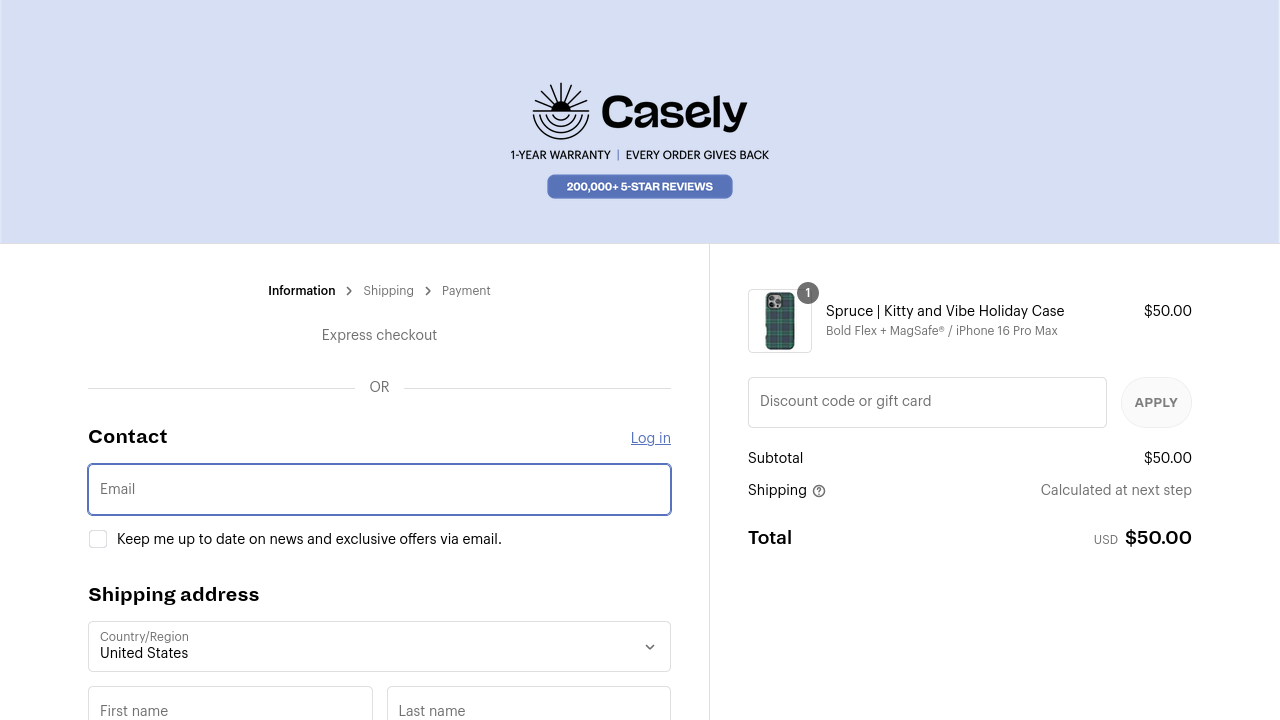 Casely
1-YEAR WARRANTY | EVERY ORDER GIVES BACK
200,000+ 5-STAR REVIEWS
Information > Shipping > Payment
Express checkout
OR
Contact
Log in
Email
Keep me up to date on news and exclusive offers via email.
Shipping address
Country/Region
United States
First name
Last name
1
Spruce | Kitty and Vibe Holiday Case
$50.00
Bold Flex + MagSafe® / iPhone 16 Pro Max
Discount code or gift card
APPLY
Subtotal
$50.00
Shipping
Calculated at next step
Total
USD $50.00